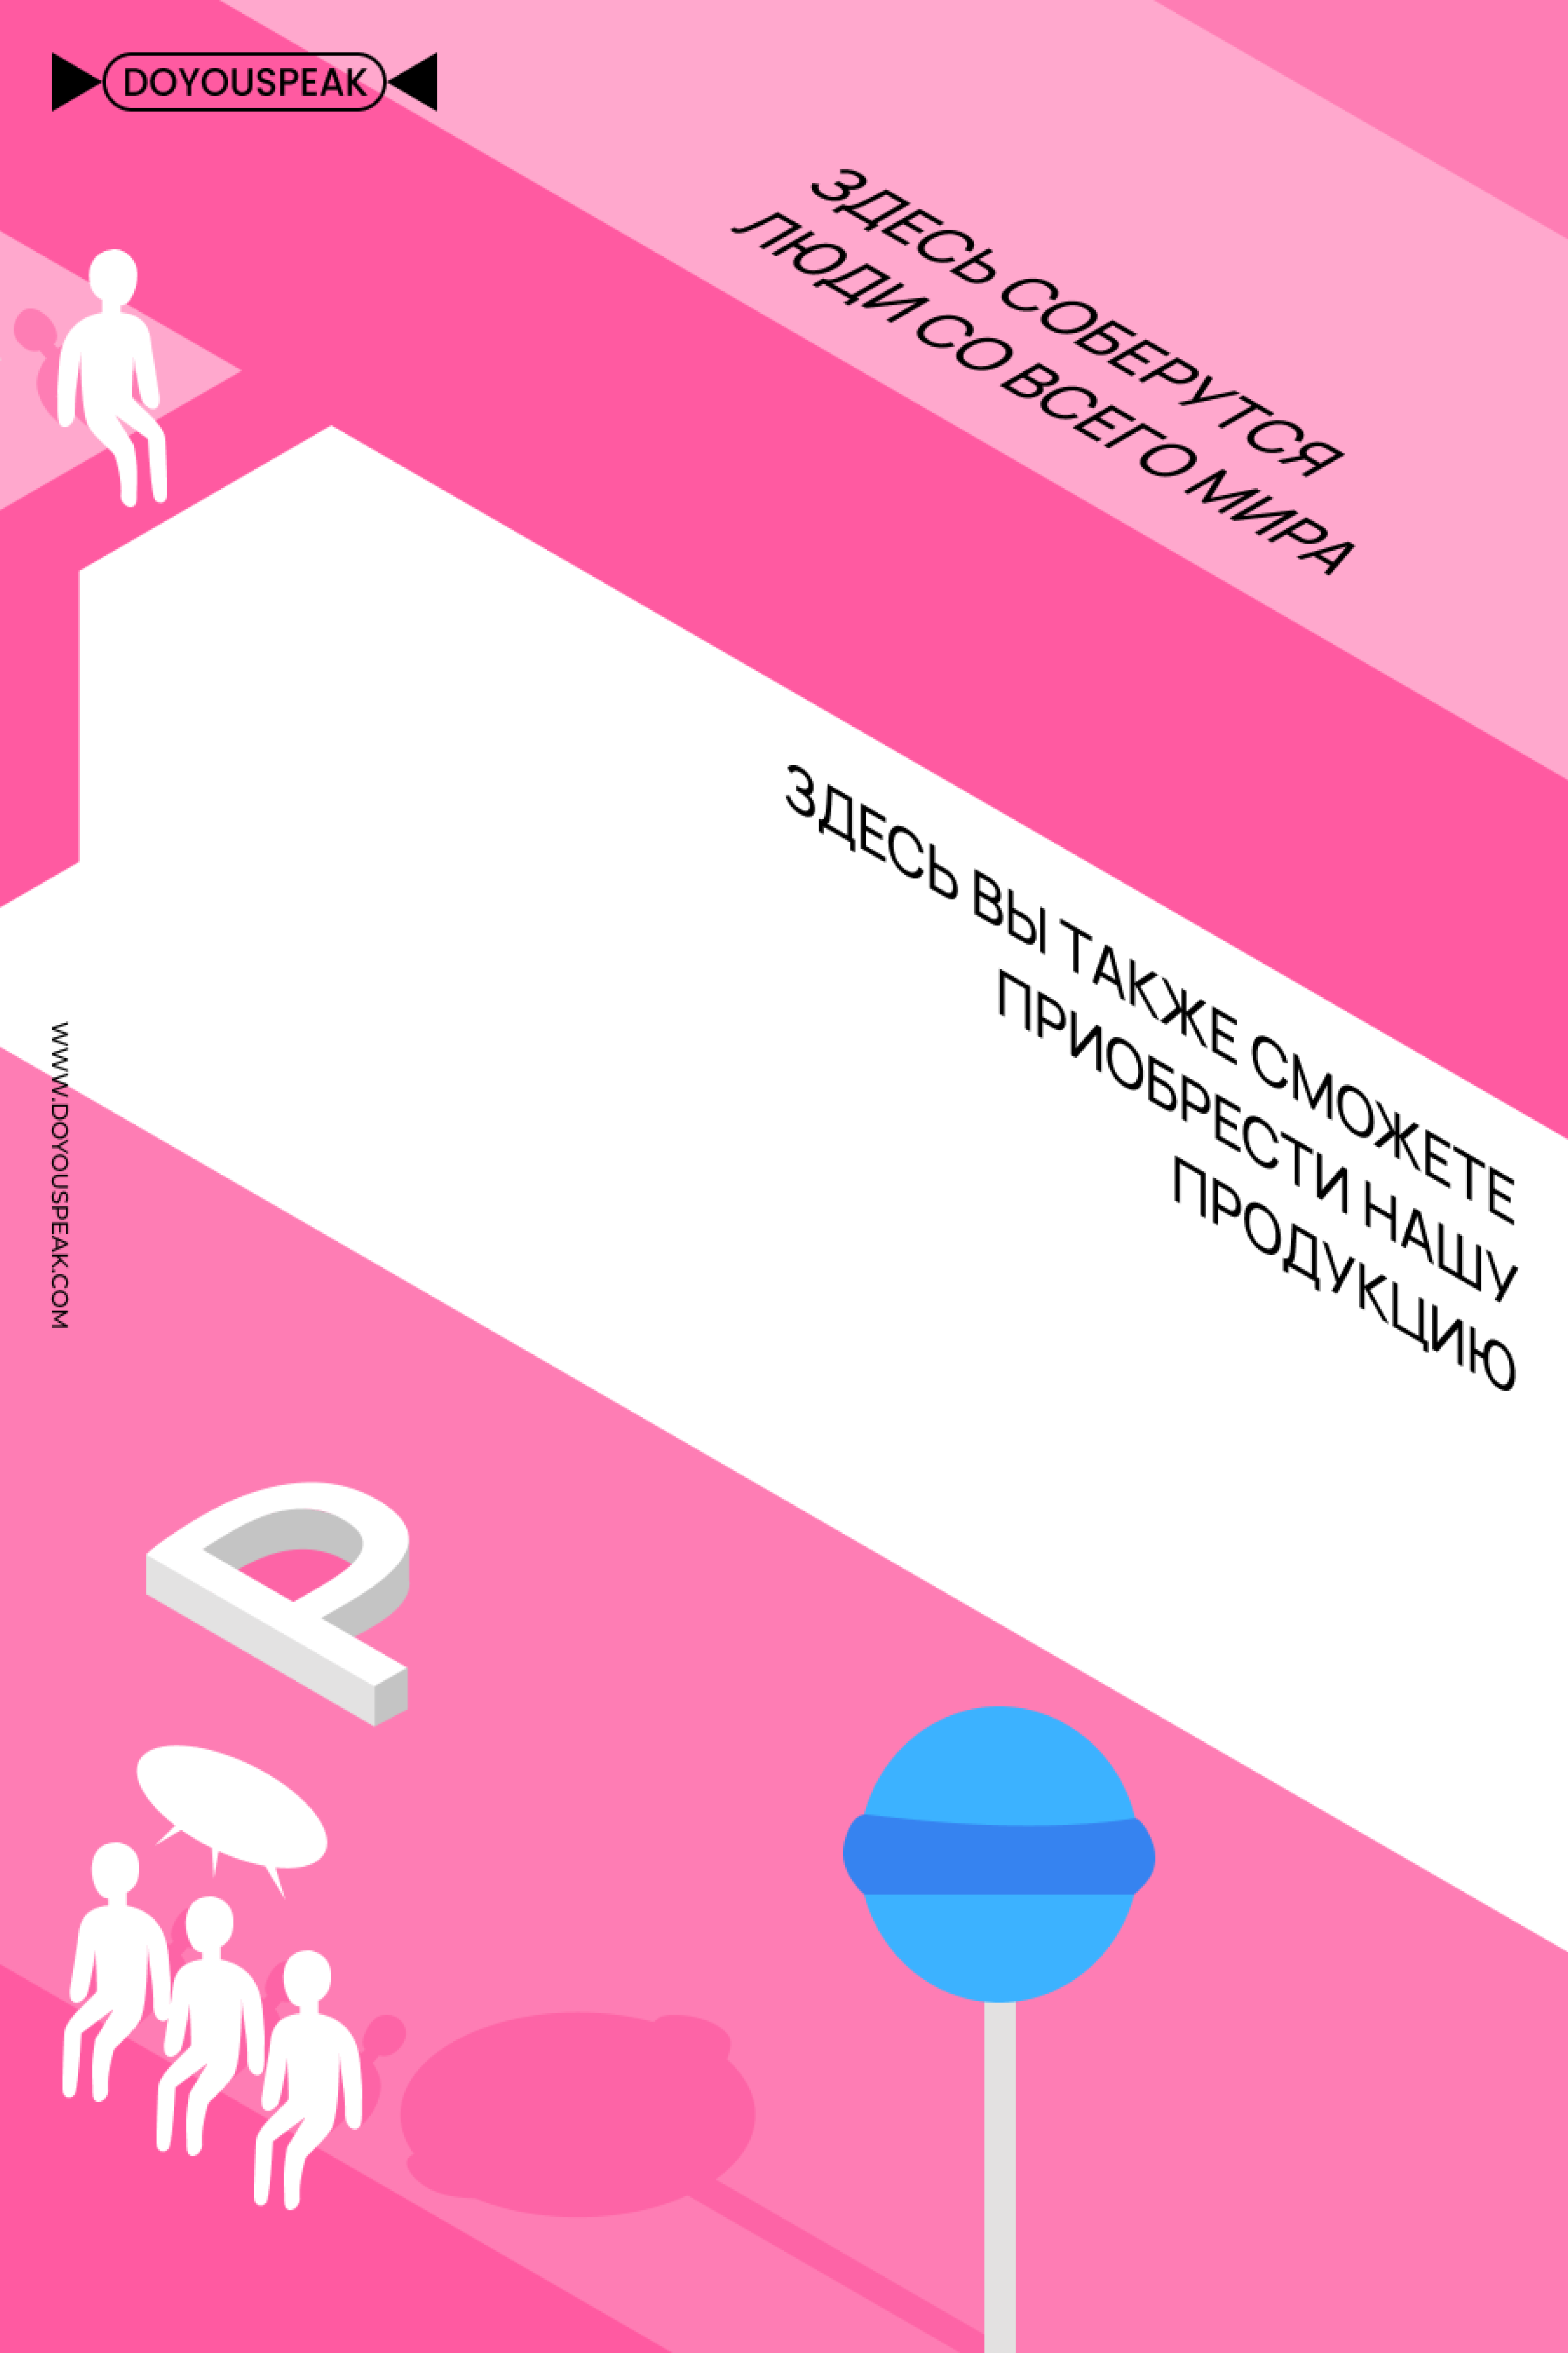 DOYOUSPEAK
ЗДЕСЬ СОБЕРУТСЯ
ЛЮДИ СО ВСЕГО МИРА
ЗДЕСЬ ВЫ ТАКЖЕ СМОЖЕТЕ
ПРИОБРЕСТИ НАШУ
ПРОДУКЦИЮ
WWW.DOYOUSPEAK.COM
P